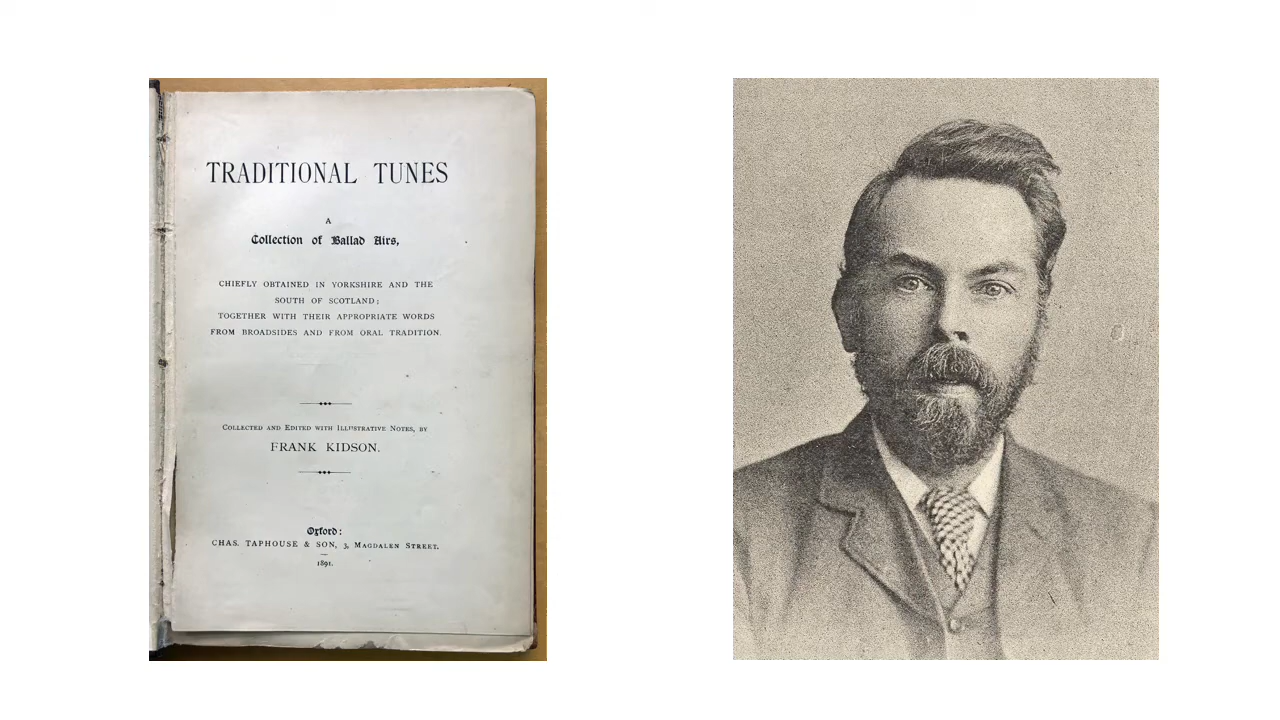 TRADITIONAL TUNES
A
Collection of Ballad Airs,
CHIEFLY OBTAINED IN YORKSHIRE AND THE
SOUTH OF SCOTLAND;
TOGETHER WITH THEIR APPROPRIATE WORDS
FROM BROADSIDES AND FROM ORAL TRADITION.
COLLECTED AND EDITED WITH ILLUSTRATIVE NOTES, BY
FRANK KIDSON.
Oxford:
CHAS. TAPHOUSE & SON, 3, MAGDALEN STREET.
1891.